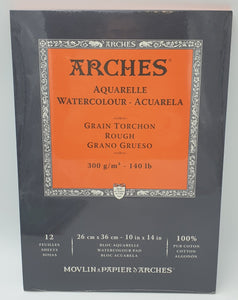 ARCHES
ARCHES®
AQUARELLE
WATERCOLOUR - ACUARELA
GRAIN TORCHON
ROUGH
GRANO GRUESO
300 g/m² - 140 lb
12
FEUILLES
SHEETS
HOJAS
26 cm x 36 cm - 10 in x 14 in
BLOC AQUARELLE
WATERCOLOUR PAD
BLOC ACUARELA
100%
PUR COTON
COTTON
ALGODÓN
MOVLIN À PAPIER D'ARCHES